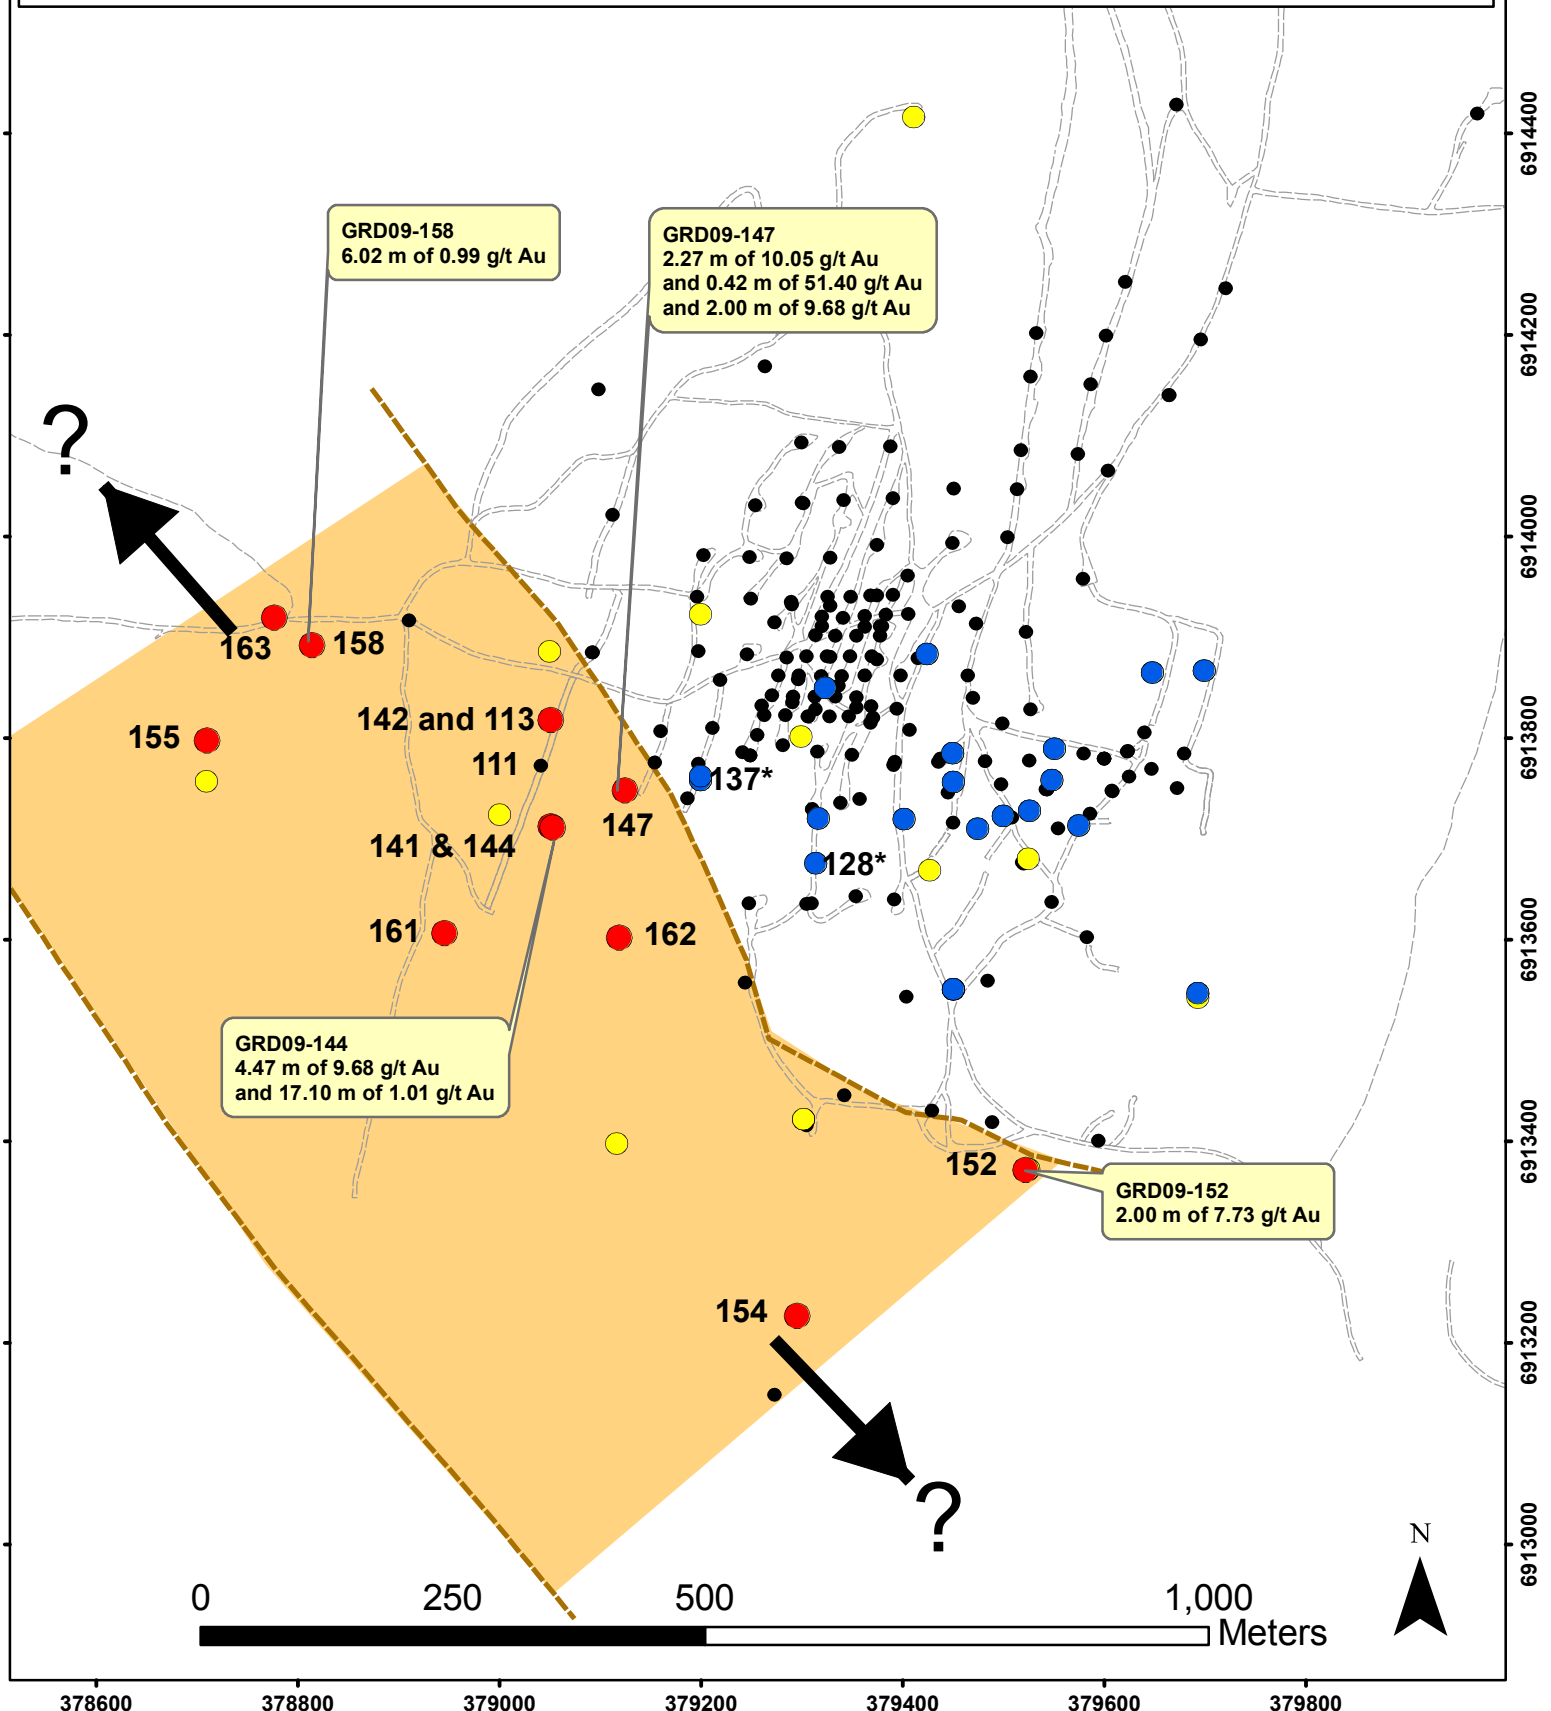 6914400
GRD09-158
6.02 m of 0.99 g/t Au
GRD09-147
2.27 m of 10.05 g/t Au
and 0.42 m of 51.40 g/t Au
and 2.00 m of 9.68 g/t Au
6914200
?
6914000
163
158
155
142 and 113
6913800
111
137*
147
141 & 144
128*
161
162
6913600
GRD09-144
4.47 m of 9.68 g/t Au
and 17.10 m of 1.01 g/t Au
6913400
152
GRD09-152
2.00 m of 7.73 g/t Au
154
6913200
?
N
6913000
0 250 500 1,000
Meters
378600 378800 379000 379200 379400 379600 379800